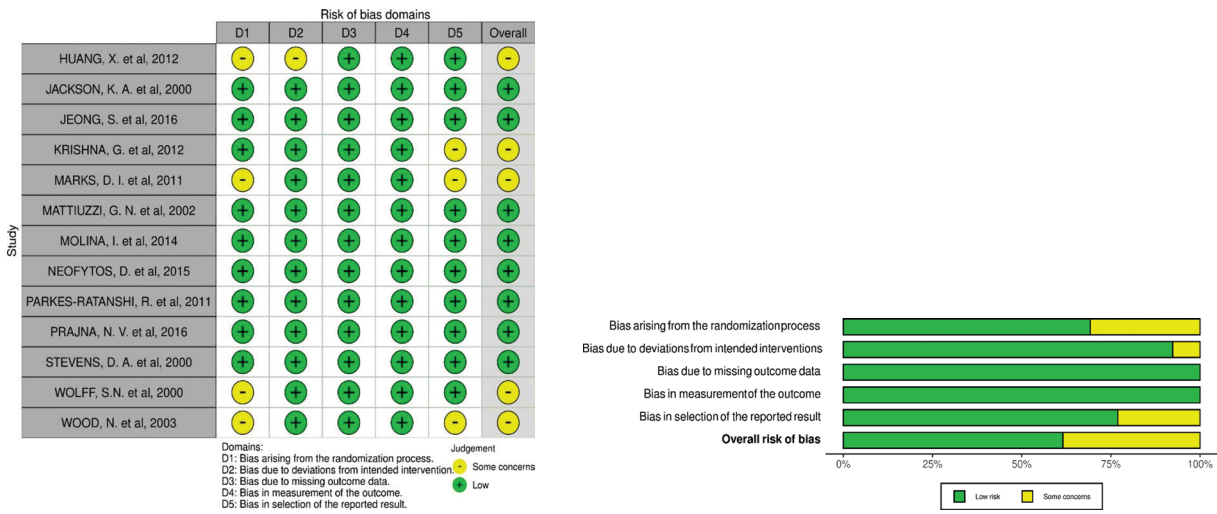 Risk of bias domains
D1 D2 D3 D4 D5 Overall
Study
HUANG, X. et al, 2012 - - + + + -
JACKSON, K. A. et al, 2000 + + + + + +
JEONG, S. et al, 2016 + + + + + +
KRISHNA, G. et al, 2012 + + + + - -
MARKS, D. I. et al, 2011 - + + + - -
MATTIUZZI, G. N. et al, 2002 + + + + + +
MOLINA, I. et al, 2014 + + + + + +
NEOFYTOS, D. et al, 2015 + + + + + +
PARKES-RATANSHI, R. et al, 2011 + + + + + +
PRAJNA, N. V. et al, 2016 + + + + + +
STEVENS, D. A. et al, 2000 + + + + + +
WOLFF, S.N. et al, 2000 - + + + + -
WOOD, N. et al, 2003 - + + + - -
Domains:
D1: Bias arising from the randomization process.
D2: Bias due to deviations from intended intervention.
D3: Bias due to missing outcome data.
D4: Bias in measurement of the outcome.
D5: Bias in selection of the reported result.
Judgement
- Some concerns
+ Low
Bias arising from the randomization process
Bias due to deviations from intended interventions
Bias due to missing outcome data
Bias in measurement of the outcome
Bias in selection of the reported result
Overall risk of bias
0% 25% 50% 75% 100%
Low risk Some concerns